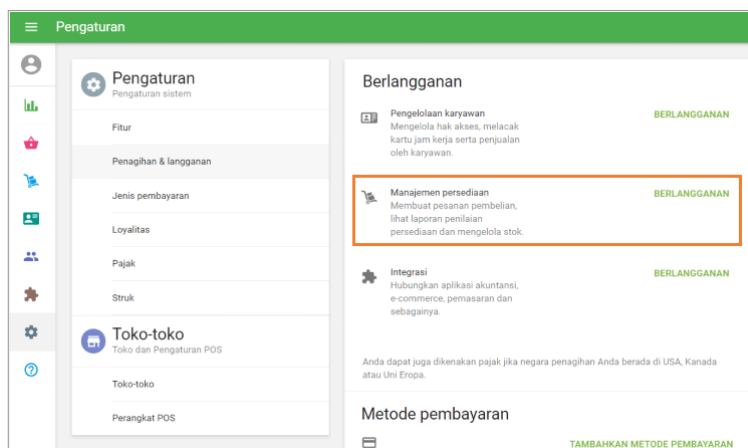 Pengaturan
Pengaturan
Pengaturan sistem
Fitur
Penagihan & langganan
Jenis pembayaran
Loyalitas
Pajak
Struk
Toko-toko
Toko dan Pengaturan POS
Toko-toko
Perangkat POS
Berlangganan
Pengelolaan karyawan
BERLANGGANAN
Mengelola hak akses, melacak
kartu jam kerja serta penjualan
oleh karyawan.
Manajemen persediaan
BERLANGGANAN
Membuat pesanan pembelian,
lihat laporan penilaian
persediaan dan mengelola stok.
Integrasi
BERLANGGANAN
Hubungkan aplikasi akuntansi,
e-commerce, pemasaran dan
sebagainya.
Anda dapat juga dikenakan pajak jika negara penagihan Anda berada di USA, Kanada
atau Uni Eropa.
Metode pembayaran
TAMBAHKAN METODE PEMBAYARAN